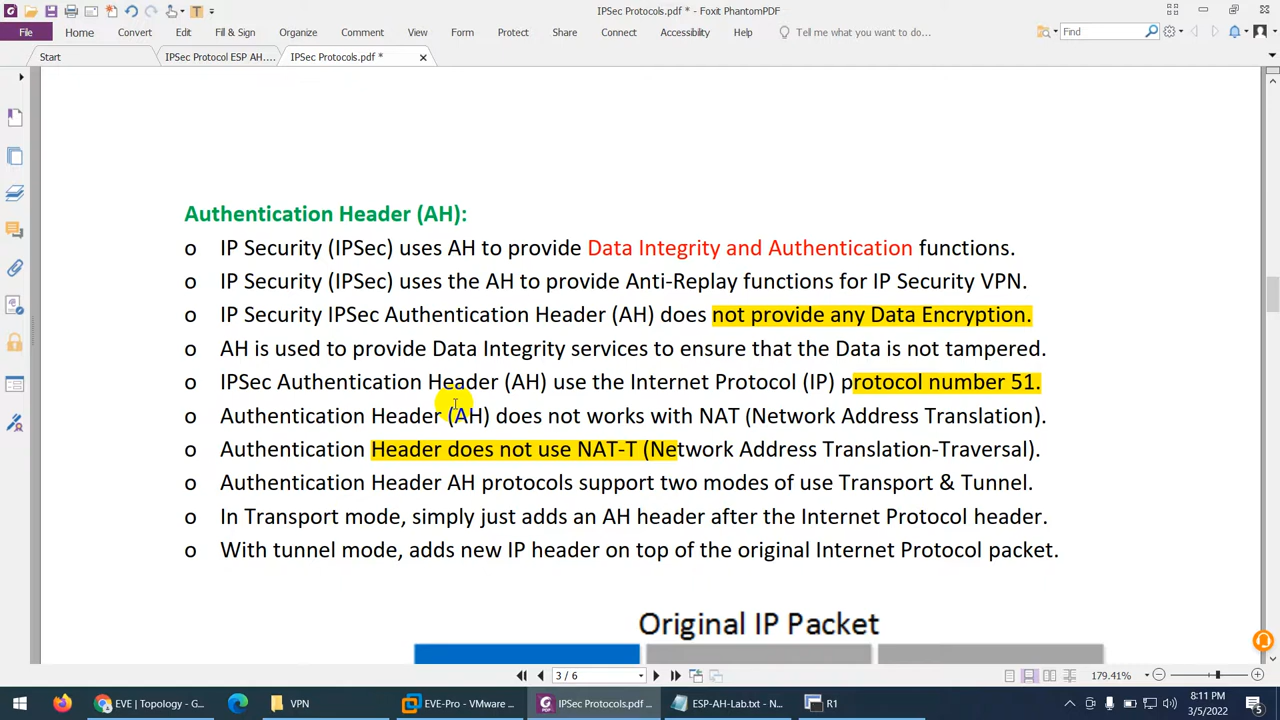 IPSec Protocols.pdf * - Foxit PhantomPDF
File Home Convert Edit Fill & Sign Organize Comment View Form Protect Share Connect Accessibility Help Tell me what you want to do... Find
Start IPSec Protocol ESP AH.... IPSec Protocols.pdf *
Authentication Header (AH):
o IP Security (IPSec) uses AH to provide Data Integrity and Authentication functions.
o IP Security (IPSec) uses the AH to provide Anti-Replay functions for IP Security VPN.
o IP Security IPSec Authentication Header (AH) does not provide any Data Encryption.
o AH is used to provide Data Integrity services to ensure that the Data is not tampered.
o IPSec Authentication Header (AH) use the Internet Protocol (IP) protocol number 51.
o Authentication Header (AH) does not works with NAT (Network Address Translation).
o Authentication Header does not use NAT-T (Network Address Translation-Traversal).
o Authentication Header AH protocols support two modes of use Transport & Tunnel.
o In Transport mode, simply just adds an AH header after the Internet Protocol header.
o With tunnel mode, adds new IP header on top of the original Internet Protocol packet.
Original IP Packet
3 / 6 179.41%
EVE | Topology - G... VPN EVE-Pro - VMware ... IPSec Protocols.pdf ... ESP-AH-Lab.txt - N... R1 8:11 PM
3/5/2022 5